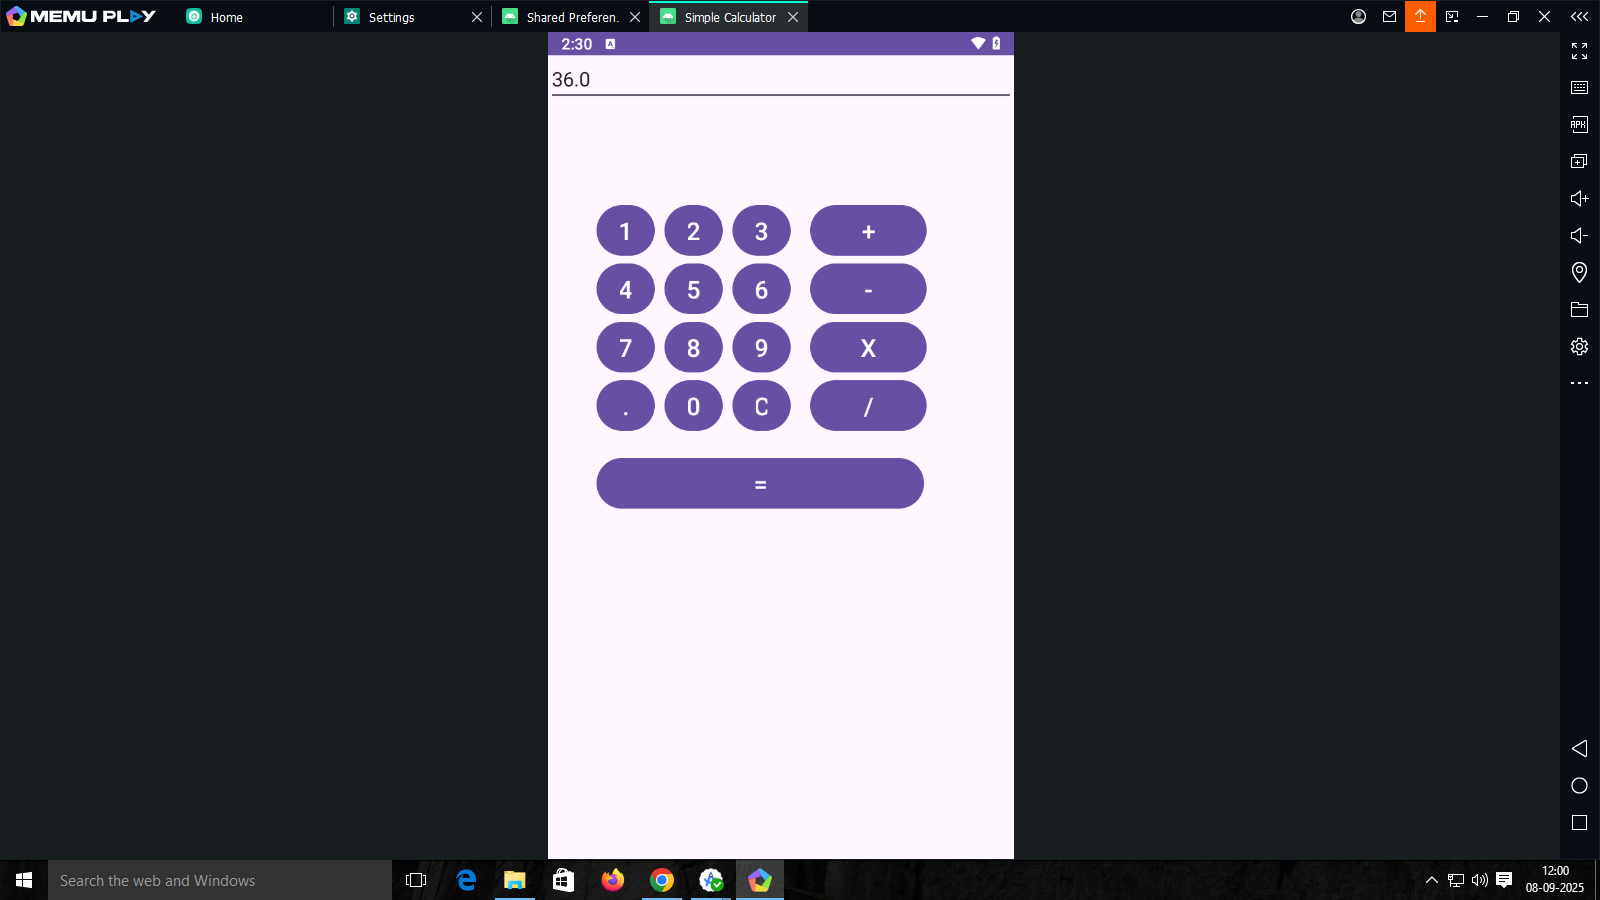 MEMU PLAY Home Settings Shared Preferen. Simple Calculator
2:30 A
36.0
1 2 3 +
4 5 6 -
7 8 9 X
. 0 C /
=
APK
Search the web and Windows
12:00
08-09-2025